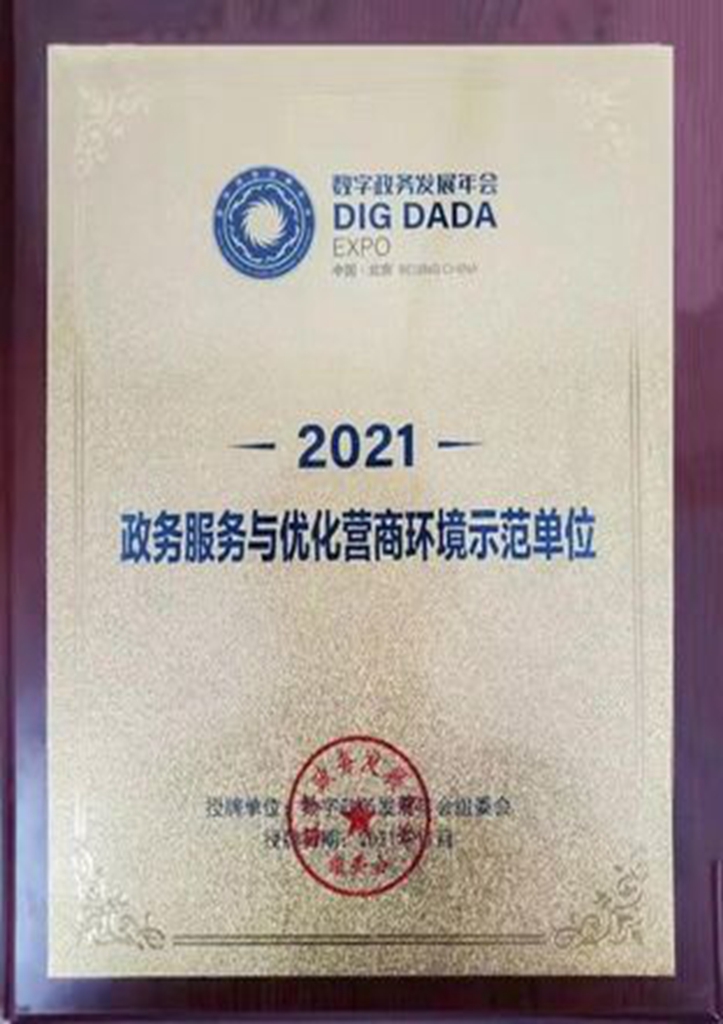 数字政务发展年会
DIG DADA
EXPO
中国·北京 BEIJING CHINA
2021
政务服务与优化营商环境示范单位
授牌单位：数字政务发展年会组委会